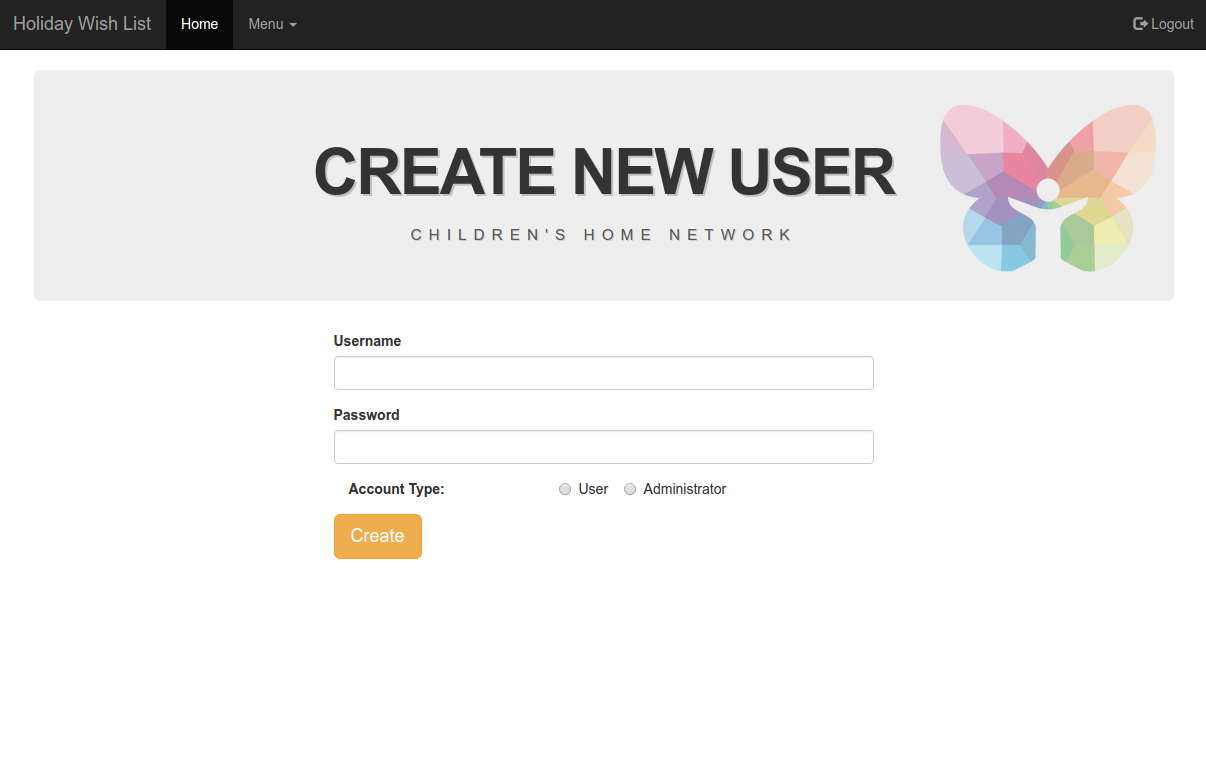 Holiday Wish List Home Menu Logout
CREATE NEW USER
CHILDREN'S HOME NETWORK
Username
Password
Account Type: User Administrator
Create